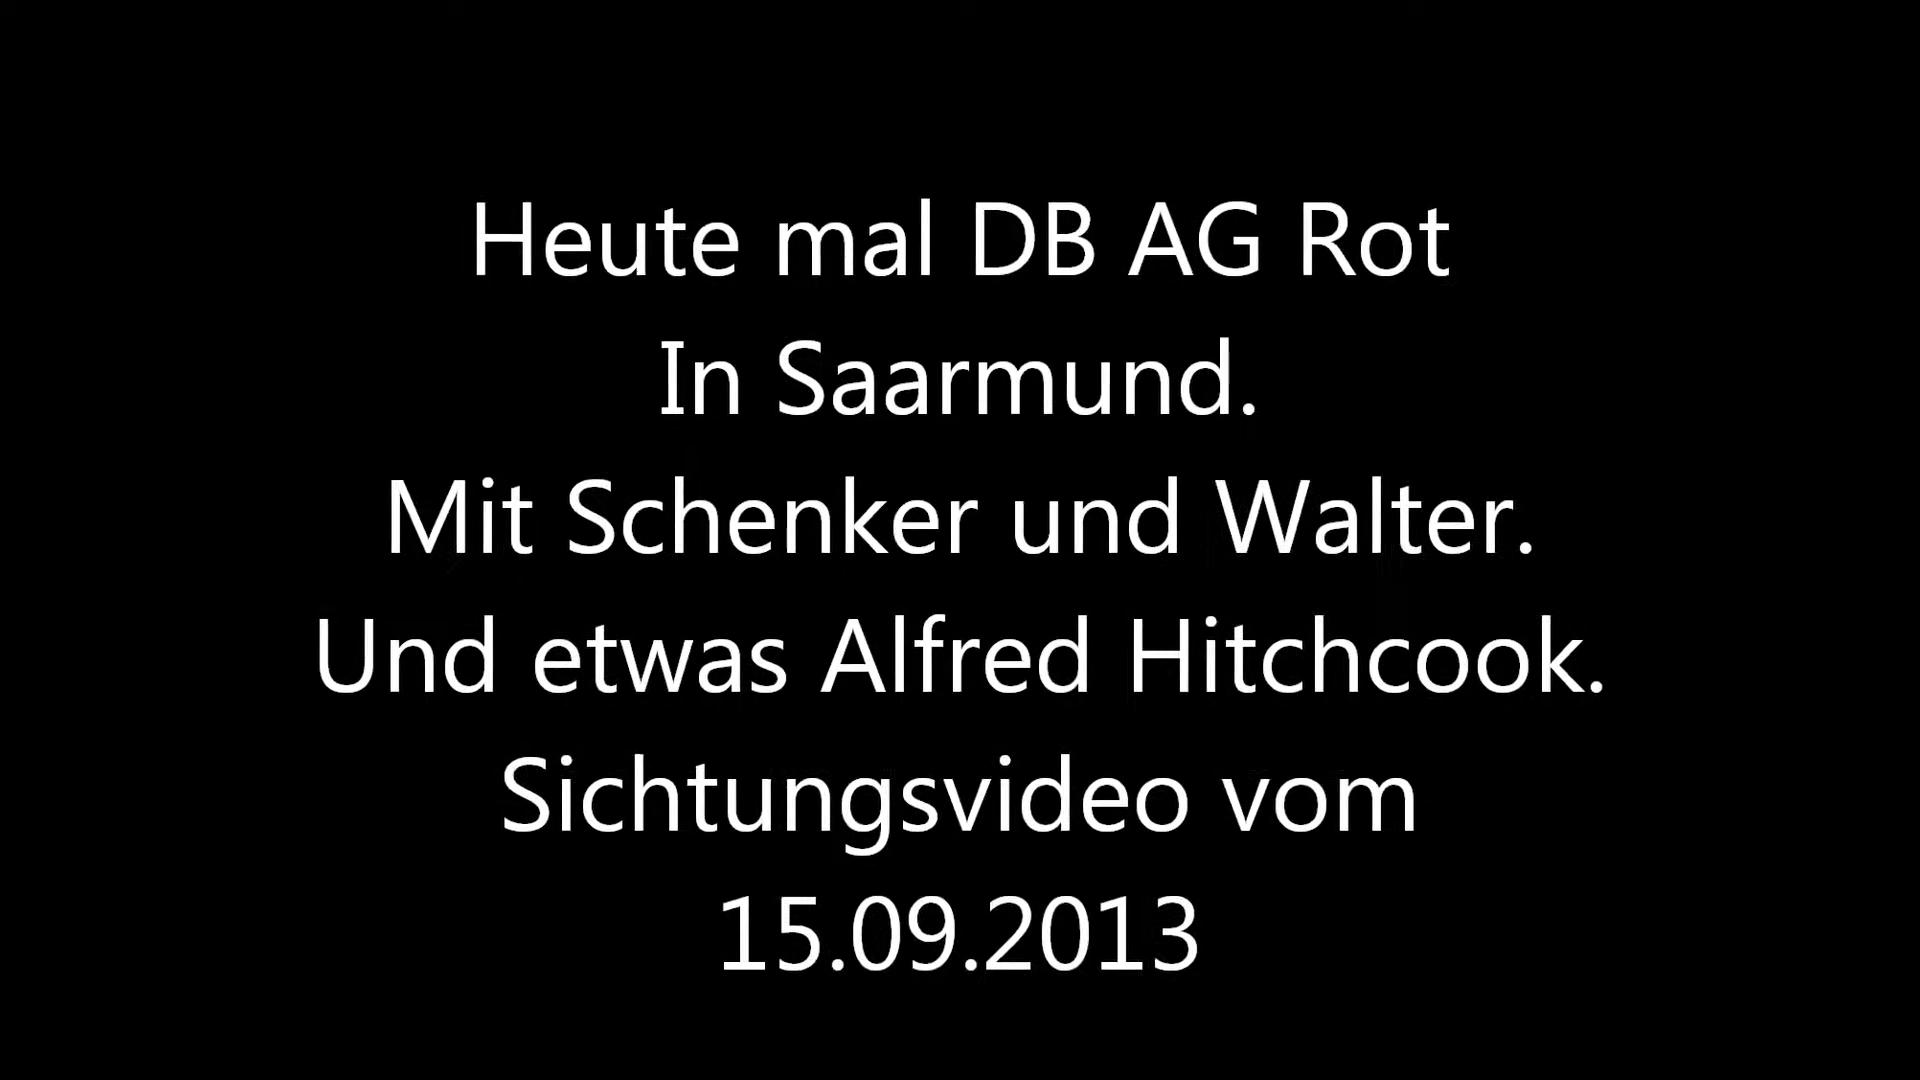 Heute mal DB AG Rot
In Saarmund.
Mit Schenker und Walter.
Und etwas Alfred Hitchcook.
Sichtungsvideo vom
15.09.2013